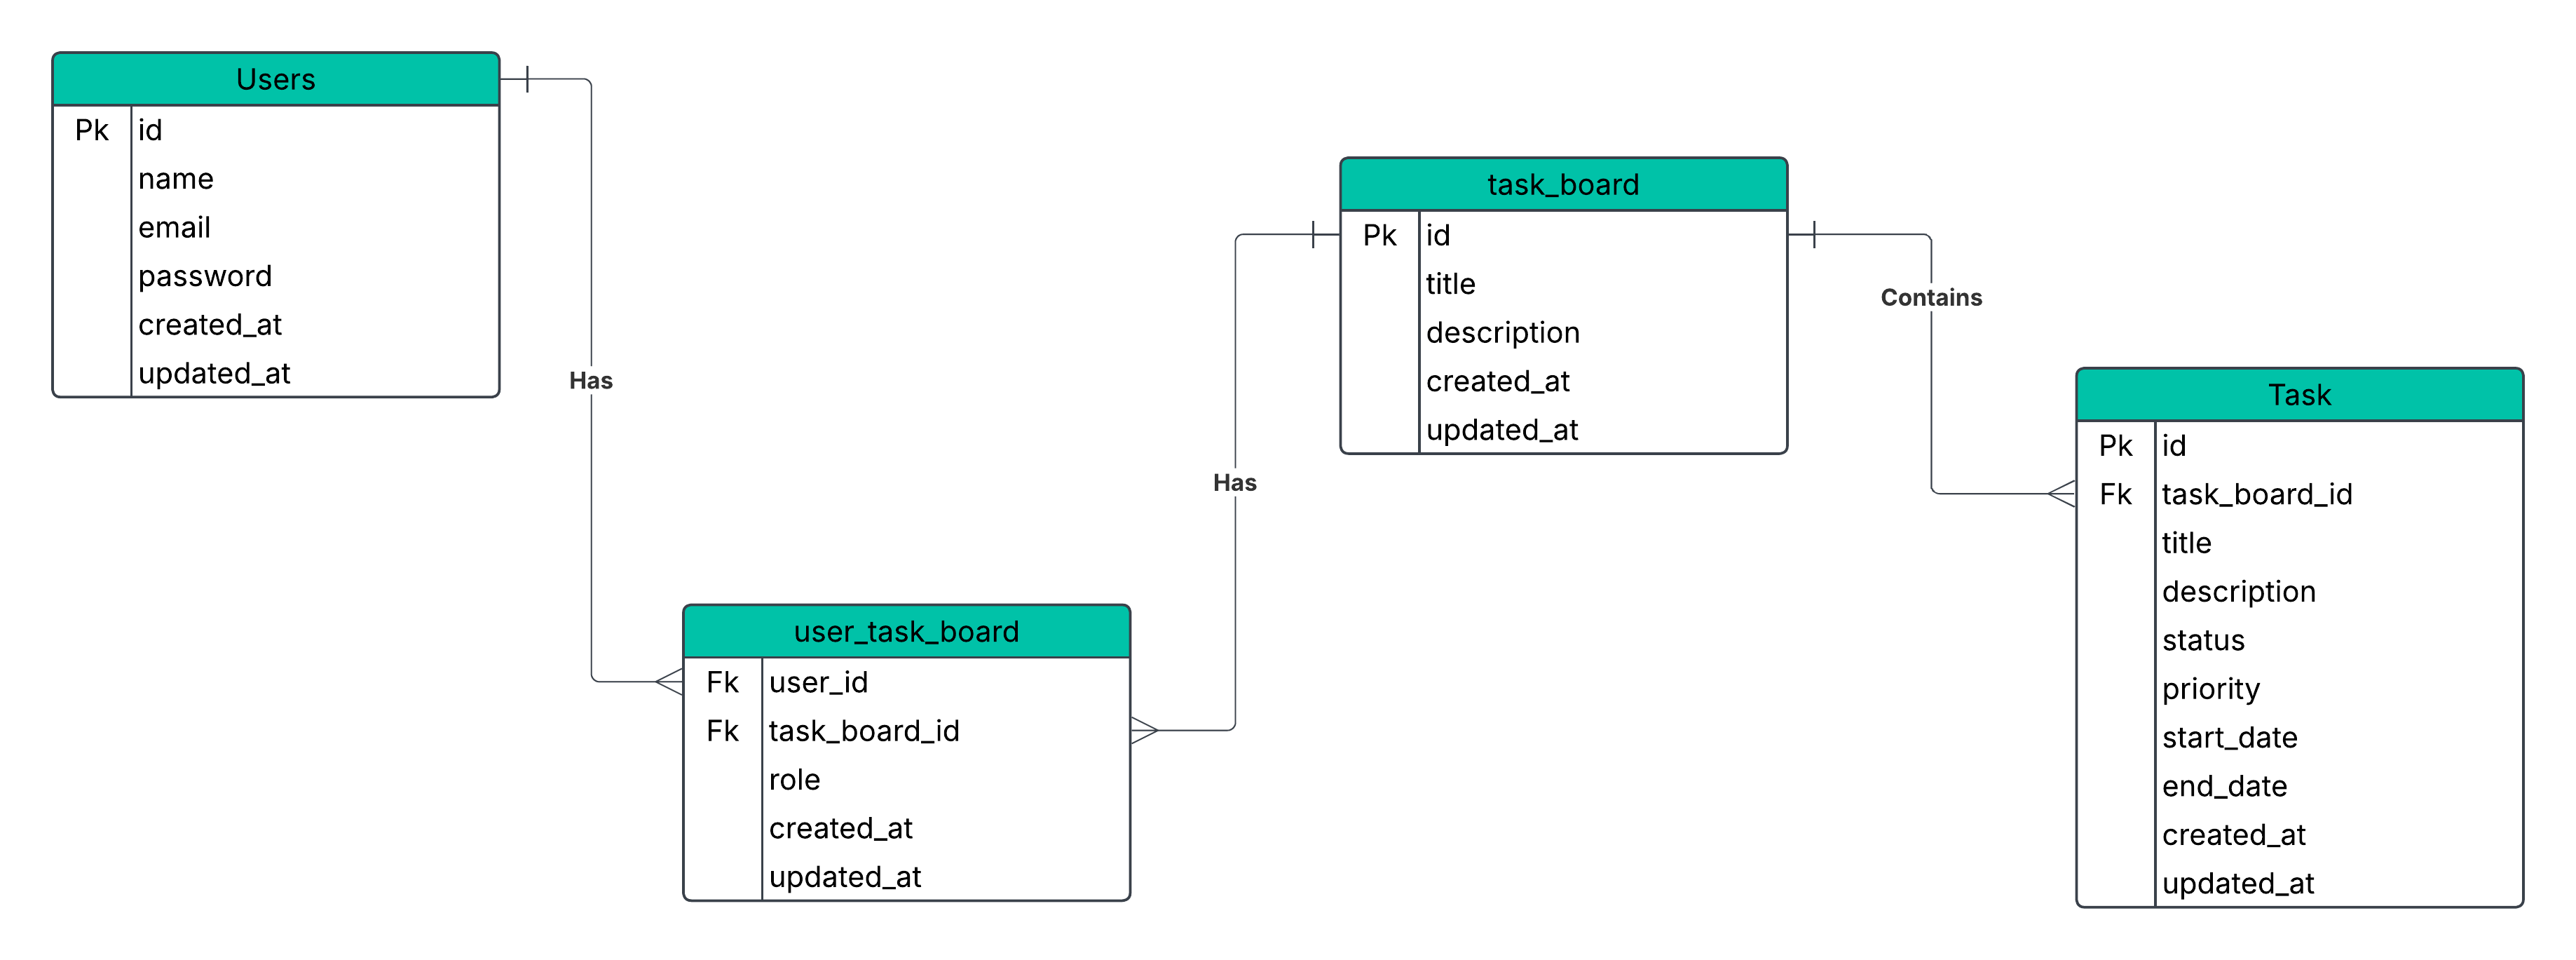 Users
Pk id
name
email
password
created_at
updated_at
Has
user_task_board
Fk user_id
Fk task_board_id
role
created_at
updated_at
Has
task_board
Pk id
title
description
created_at
updated_at
Contains
Task
Pk id
Fk task_board_id
title
description
status
priority
start_date
end_date
created_at
updated_at